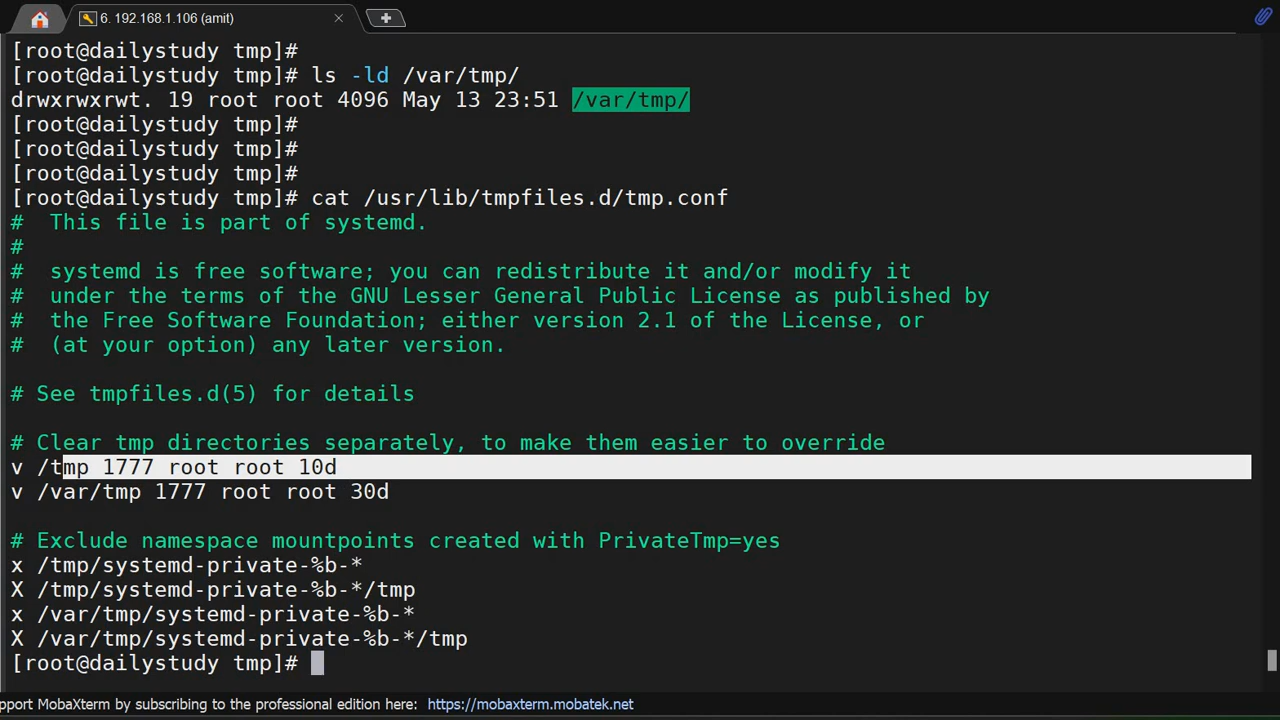 6. 192.168.1.106 (amit)
[root@dailystudy tmp]#
[root@dailystudy tmp]# ls -ld /var/tmp/
drwxrwxrwt. 19 root root 4096 May 13 23:51 /var/tmp/
[root@dailystudy tmp]#
[root@dailystudy tmp]#
[root@dailystudy tmp]#
[root@dailystudy tmp]# cat /usr/lib/tmpfiles.d/tmp.conf
#  This file is part of systemd.
#
#  systemd is free software; you can redistribute it and/or modify it
#  under the terms of the GNU Lesser General Public License as published by
#  the Free Software Foundation; either version 2.1 of the License, or
#  (at your option) any later version.

# See tmpfiles.d(5) for details

# Clear tmp directories separately, to make them easier to override
v /tmp 1777 root root 10d
v /var/tmp 1777 root root 30d

# Exclude namespace mountpoints created with PrivateTmp=yes
x /tmp/systemd-private-%b-*
X /tmp/systemd-private-%b-*/tmp
x /var/tmp/systemd-private-%b-*
X /var/tmp/systemd-private-%b-*/tmp
[root@dailystudy tmp]#
pport MobaXterm by subscribing to the professional edition here: https://mobaxterm.mobatek.net